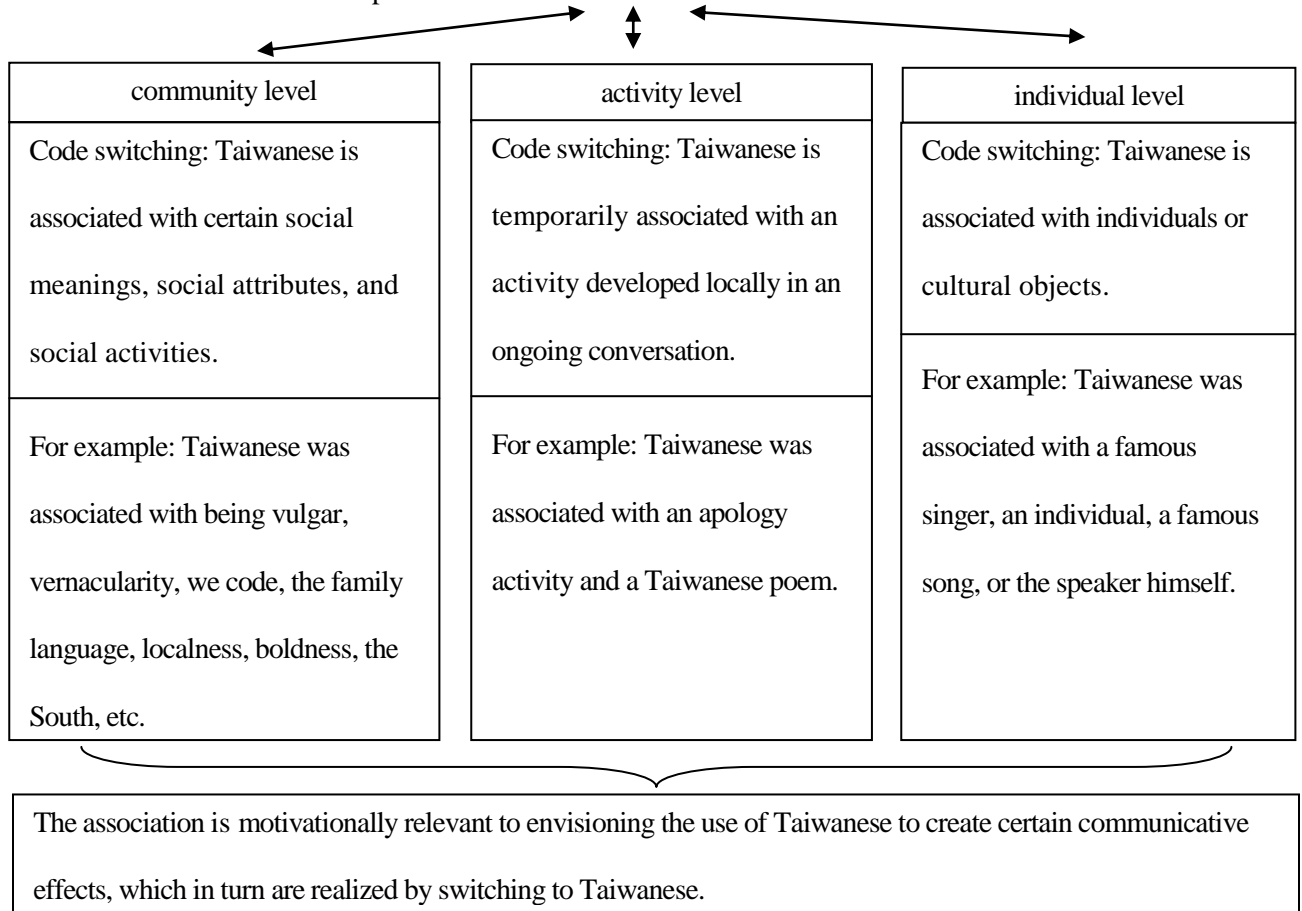 community level
Code switching: Taiwanese is
associated with certain social
meanings, social attributes, and
social activities.
For example: Taiwanese was
associated with being vulgar,
vernacularity, we code, the family
language, localness, boldness, the
South, etc.
activity level
Code switching: Taiwanese is
temporarily associated with an
activity developed locally in an
ongoing conversation.
For example: Taiwanese was
associated with an apology
activity and a Taiwanese poem.
individual level
Code switching: Taiwanese is
associated with individuals or
cultural objects.
For example: Taiwanese was
associated with a famous
singer, an individual, a famous
song, or the speaker himself.
The association is motivationally relevant to envisioning the use of Taiwanese to create certain communicative
effects, which in turn are realized by switching to Taiwanese.